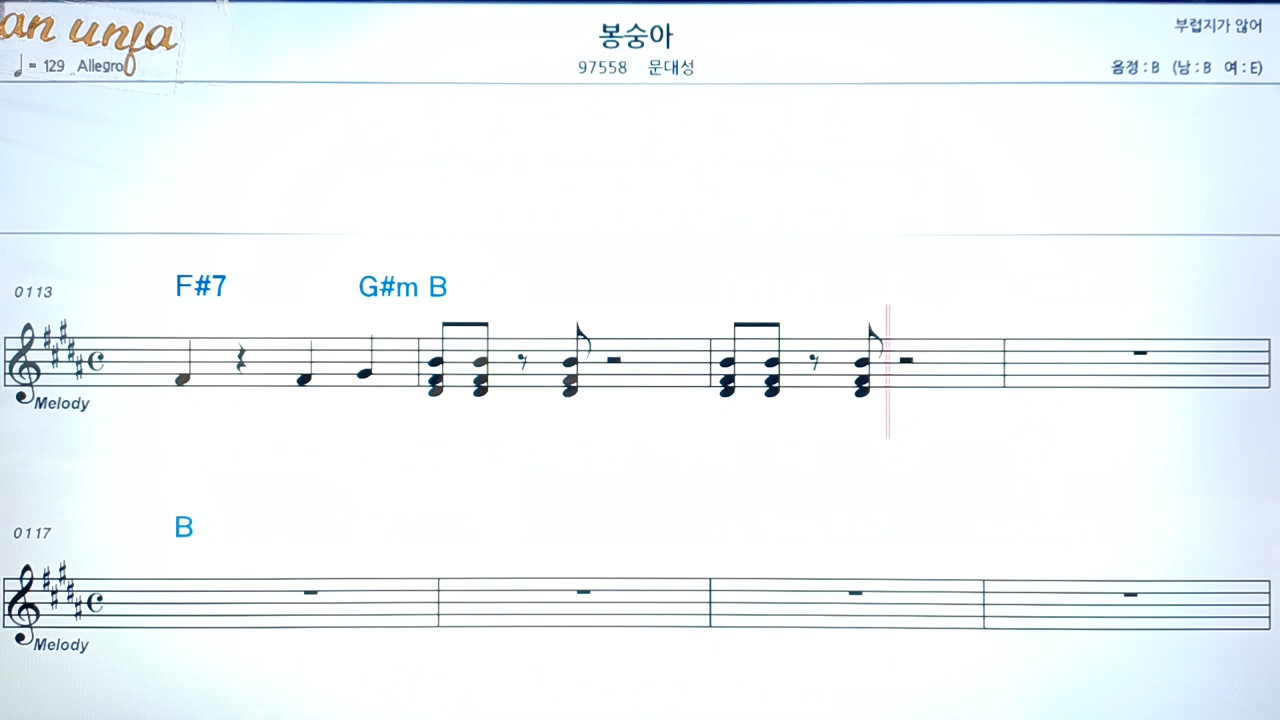 an unfa
♩= 129 Allegro
봉숭아
97558 문대성
부럽지가 않어
음정 : B (남 : B 여 : E)
0113
F#7 G#m B
Melody
0117
B
Melody